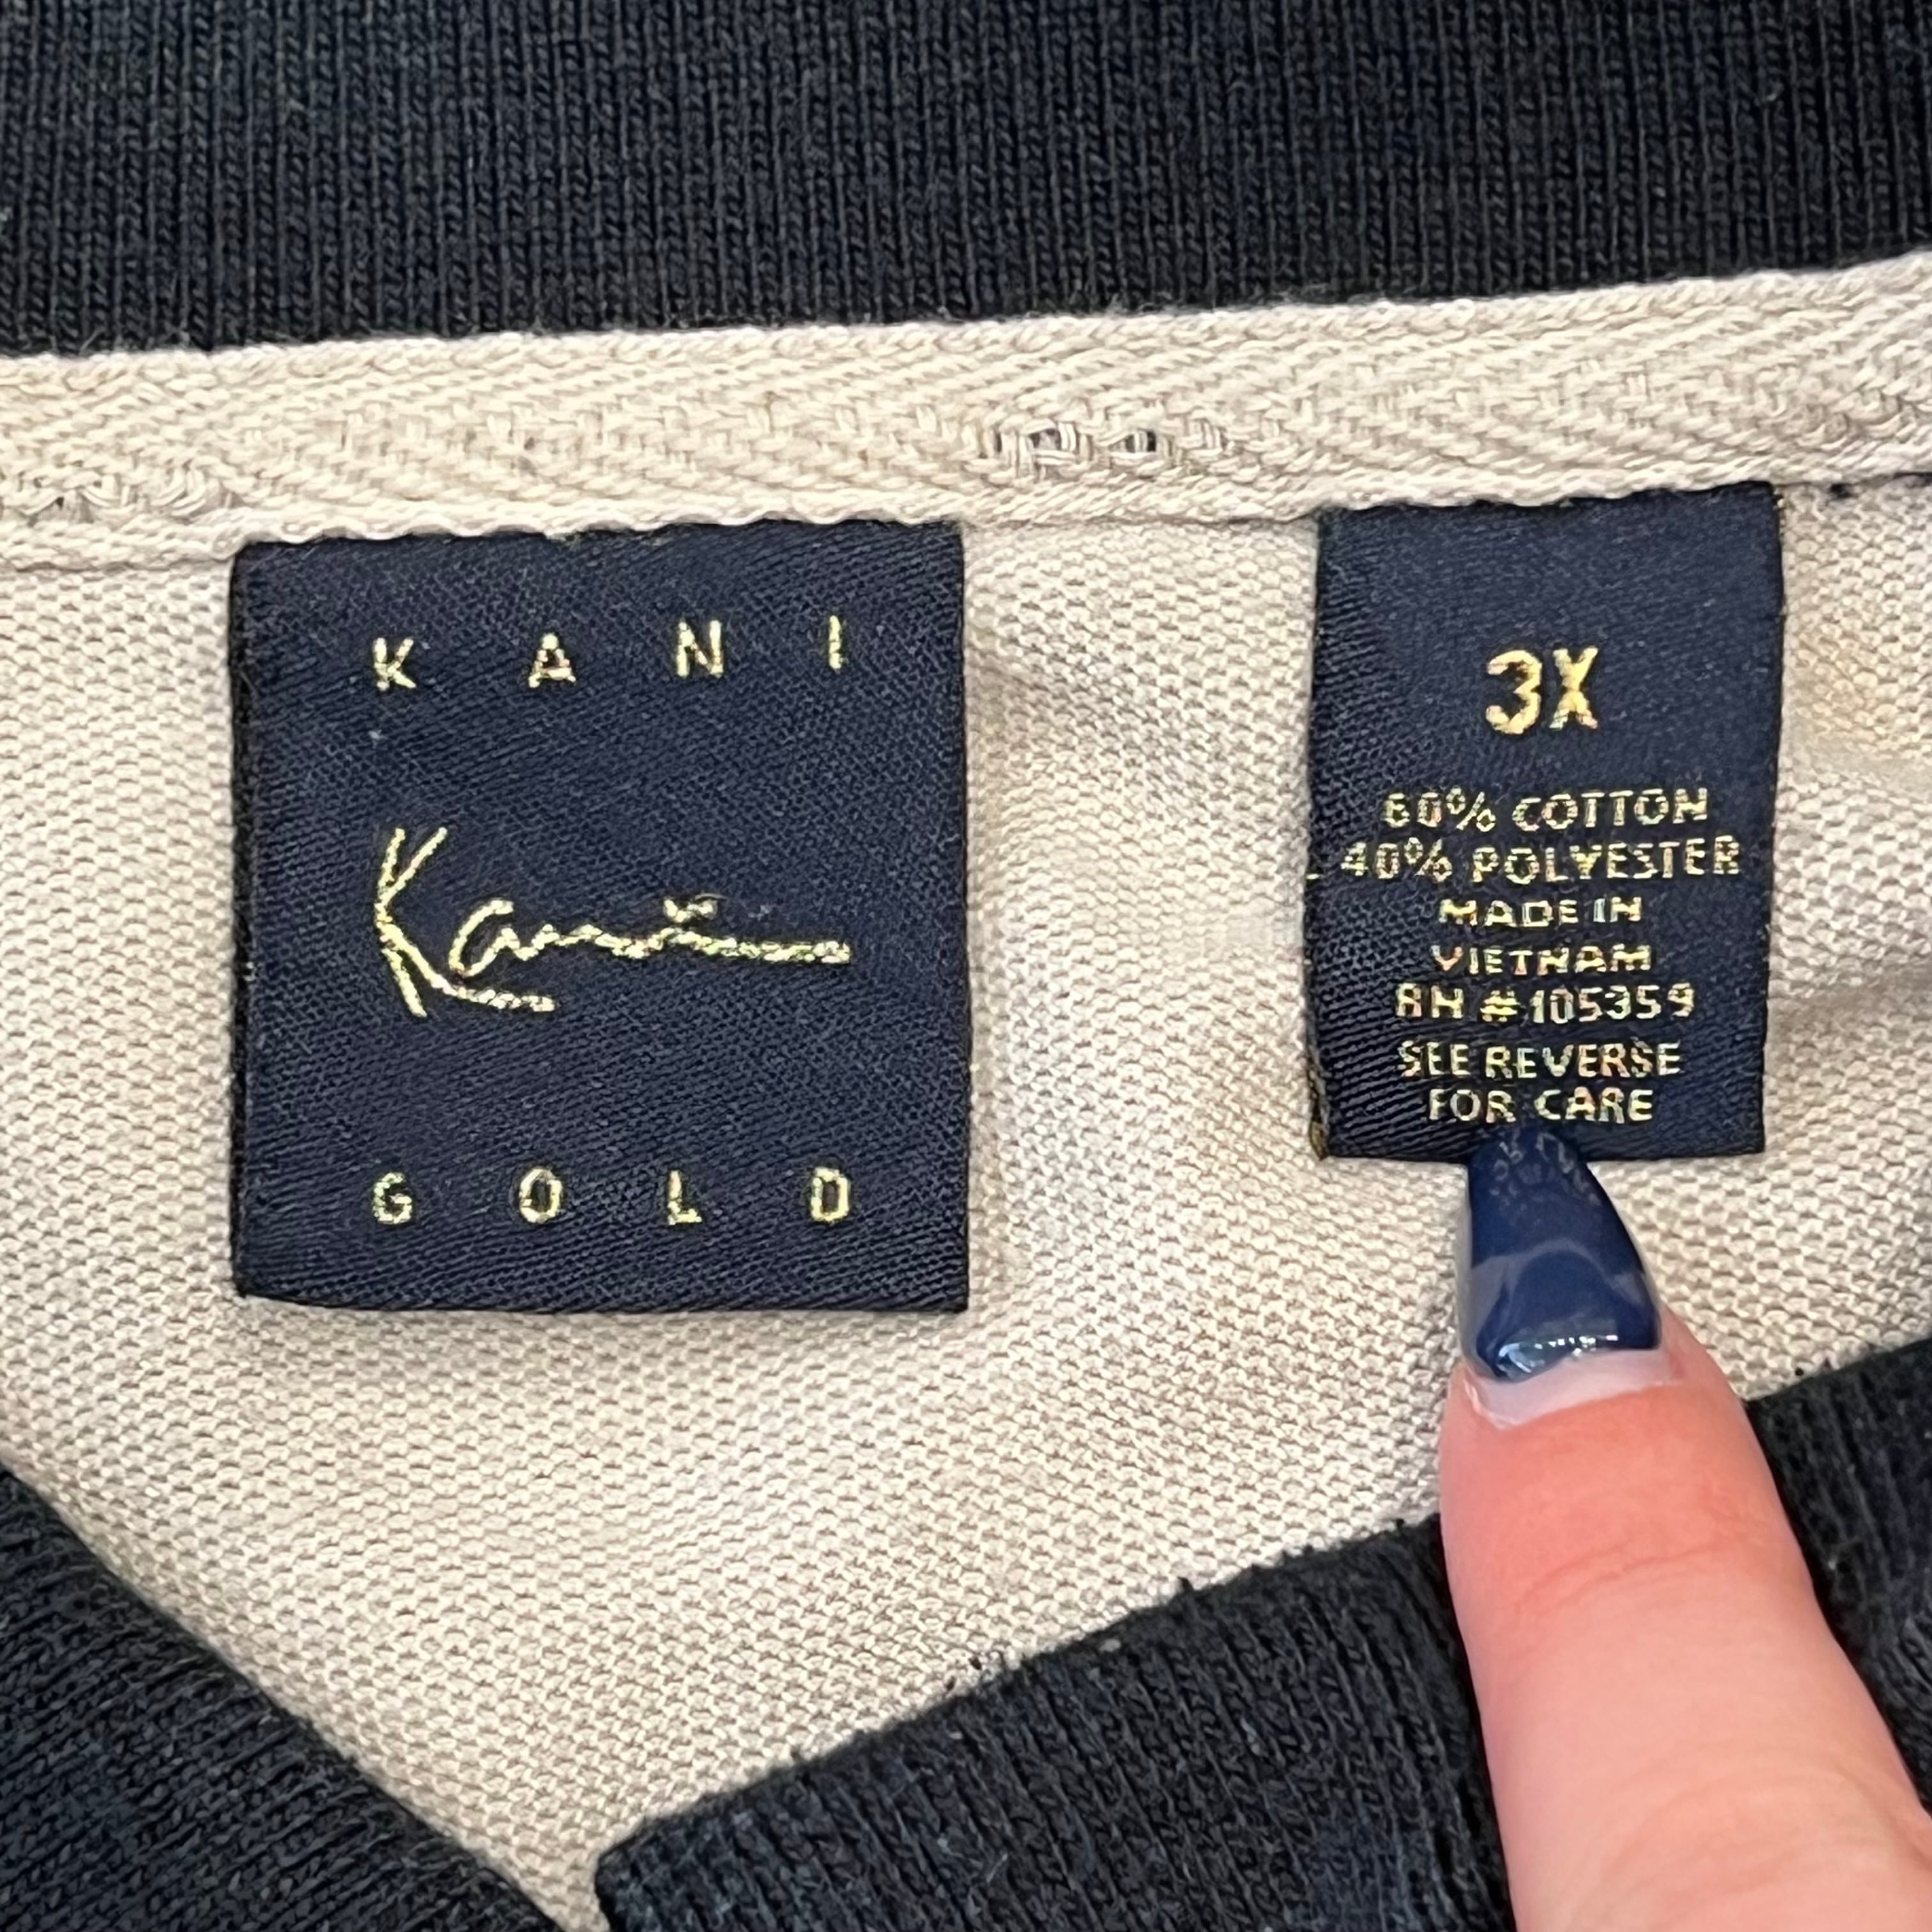 KANI
Kani
GOLD
3X
60% COTTON
40% POLYESTER
MADE IN
VIETNAM
RN #105359
SEE REVERSE
FOR CARE